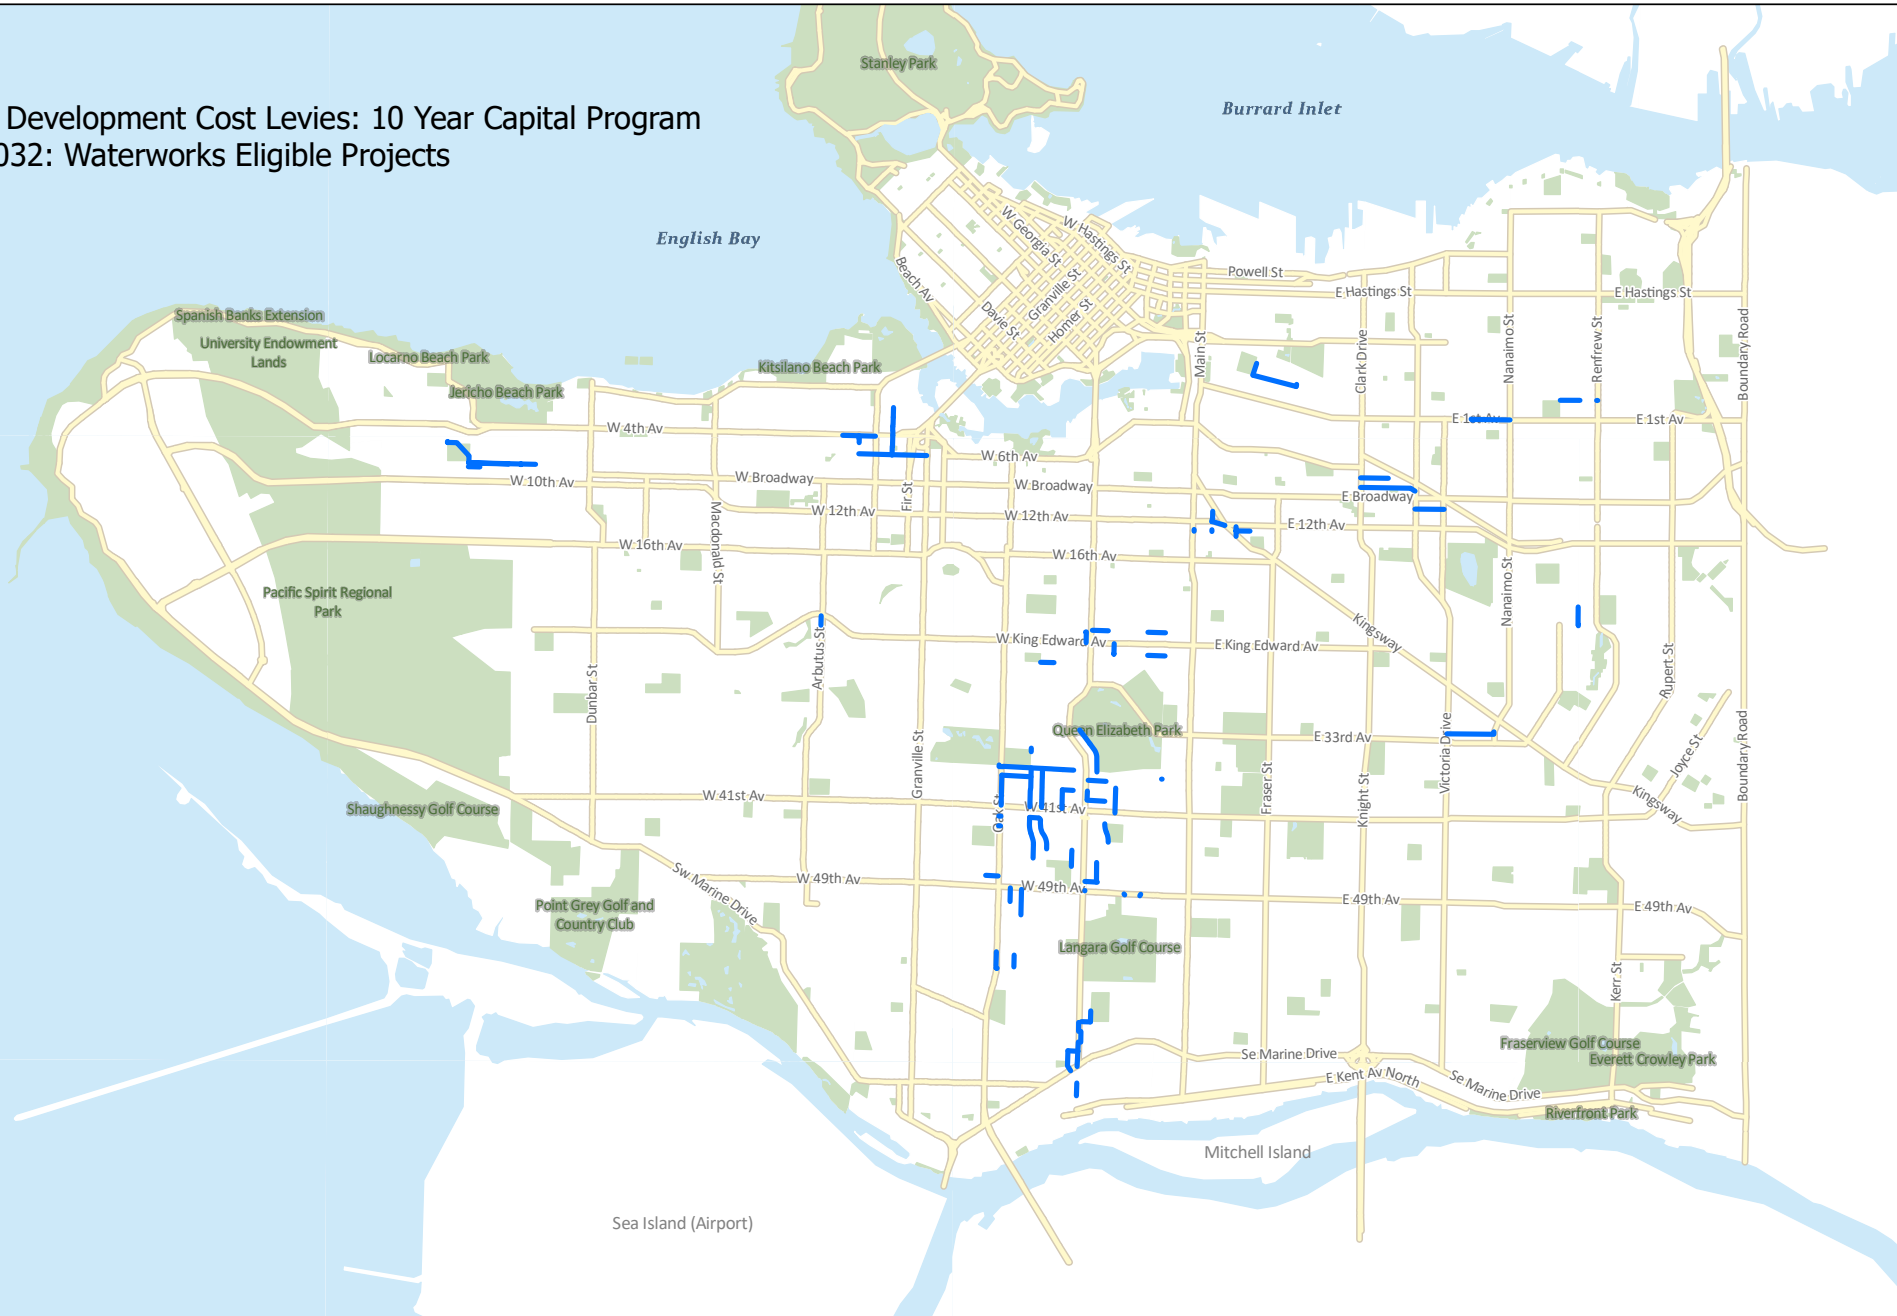 Development Cost Levies: 10 Year Capital Program
032: Waterworks Eligible Projects
Stanley Park
Burrard Inlet
English Bay
W Georgia St
W Hastings St
Beach Av
Granville St
Davie St
Homer St
Powell St
E Hastings St
E Hastings St
Main St
Clark Drive
Nanaimo St
Renfrew St
Boundary Road
Spanish Banks Extension
University Endowment
Lands
Locarno Beach Park
Jericho Beach Park
Kitsilano Beach Park
W 4th Av
E 1st Av
E 1st Av
W 6th Av
W 10th Av
W Broadway
W Broadway
E Broadway
Fir St
Macdonald St
W 12th Av
W 12th Av
E 12th Av
W 16th Av
W 16th Av
Nanaimo St
Pacific Spirit Regional
Park
Kingsway
W King Edward Av
E King Edward Av
Dunbar St
Arbutus St
Rupert St
Queen Elizabeth Park
E 33rd Av
Granville St
Victoria Drive
Joyce St
Boundary Road
Fraser St
Knight St
Shaughnessy Golf Course
W 41st Av
Oak St
W 41st Av
Kingsway
Sw Marine Drive
W 49th Av
W 49th Av
E 49th Av
E 49th Av
Point Grey Golf and
Country Club
Langara Golf Course
Kerr St
Fraserview Golf Course
Everett Crowley Park
Se Marine Drive
E Kent Av North
Se Marine Drive
Riverfront Park
Mitchell Island
Sea Island (Airport)